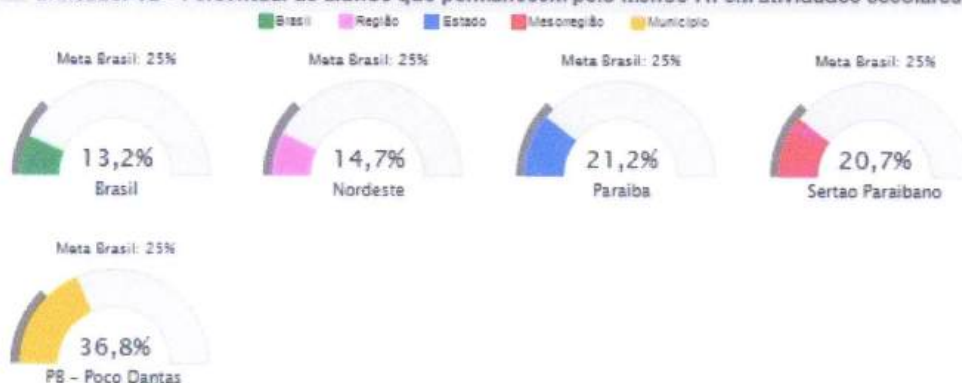 Percentual de alunos que permanecem pelo menos 7h em atividades escolares
Brasil Região Estado Mesorregião Município
Meta Brasil: 25% Meta Brasil: 25% Meta Brasil: 25% Meta Brasil: 25%
13,2% 14,7% 21,2% 20,7%
Brasil Nordeste Paraíba Sertao Paraibano
Meta Brasil: 25%
36,8%
PB - Poço Dantas